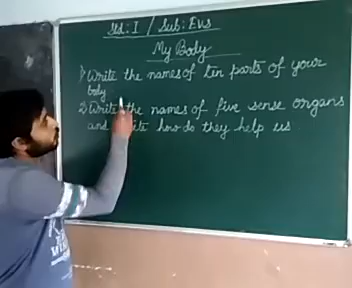 Std: I / Sub: Evs
My Body
1) Write the names of ten parts of your
body
2) Write the names of five sense organs
and write how do they help us